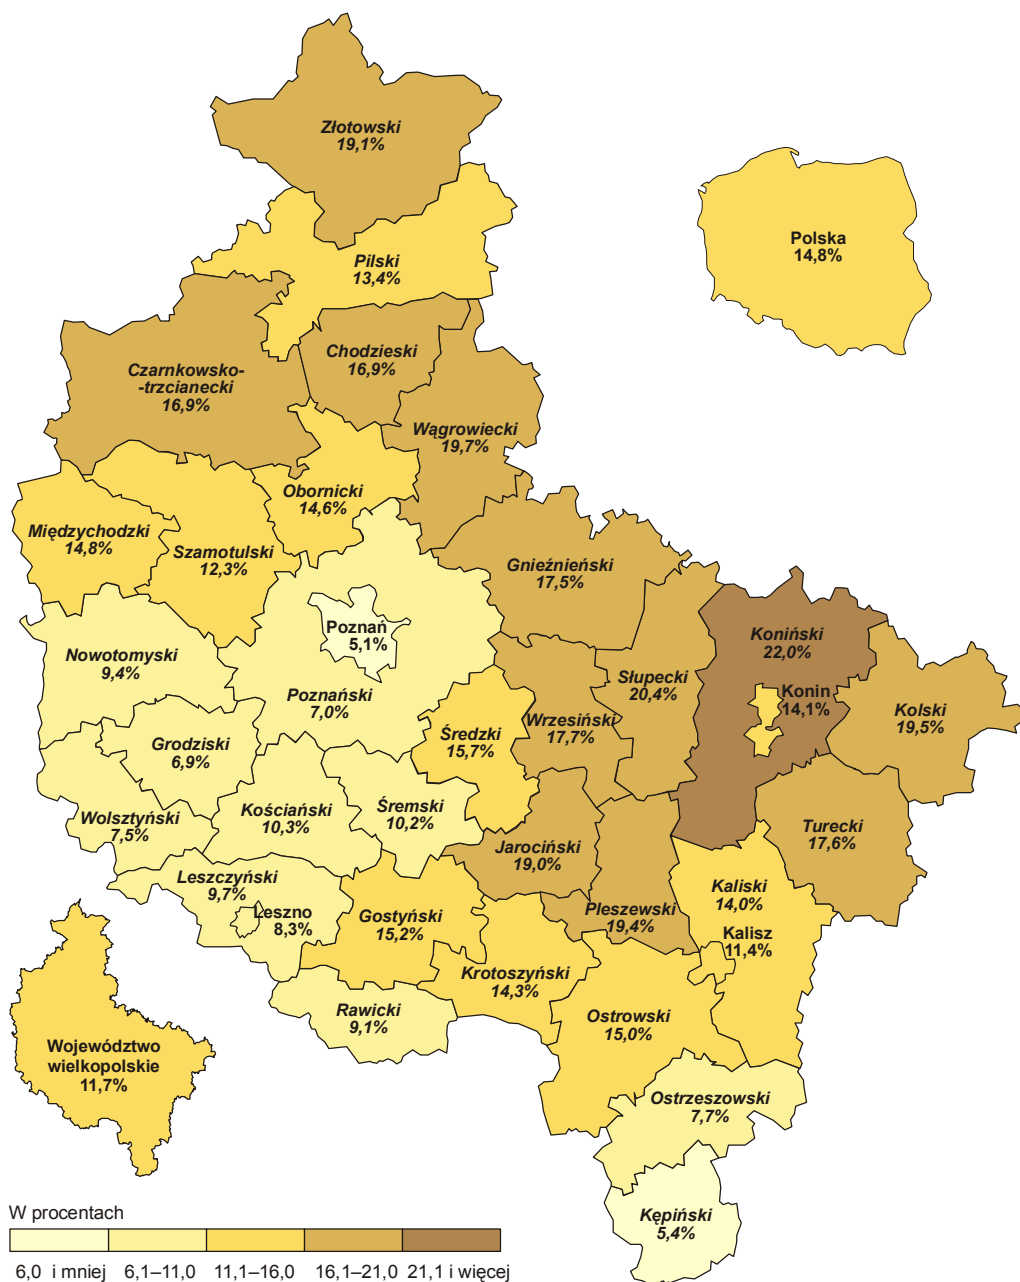 Złotowski
19,1%
Polska
14,8%
Pilski
13,4%
Chodzieski
16,9%
Czarnkowsko-
-trzcianecki
16,9%
Wągrowiecki
19,7%
Obornicki
14,6%
Międzychodzki
14,8%
Szamotulski
12,3%
Gnieźnieński
17,5%
Poznań
5,1%
Koniński
22,0%
Nowotomyski
9,4%
Poznański
7,0%
Słupecki
20,4%
Konin
14,1%
Kolski
19,5%
Średzki
15,7%
Wrzesiński
17,7%
Grodziski
6,9%
Kościański
10,3%
Śremski
10,2%
Wolsztyński
7,5%
Jarociński
19,0%
Turecki
17,6%
Leszczyński
9,7%
Leszno
8,3%
Gostyński
15,2%
Pleszewski
19,4%
Kaliski
14,0%
Kalisz
11,4%
Krotoszyński
14,3%
Rawicki
9,1%
Ostrowski
15,0%
Województwo
wielkopolskie
11,7%
Ostrzeszowski
7,7%
Kępiński
5,4%
W procentach
6,0 i mniej 6,1–11,0 11,1–16,0 16,1–21,0 21,1 i więcej